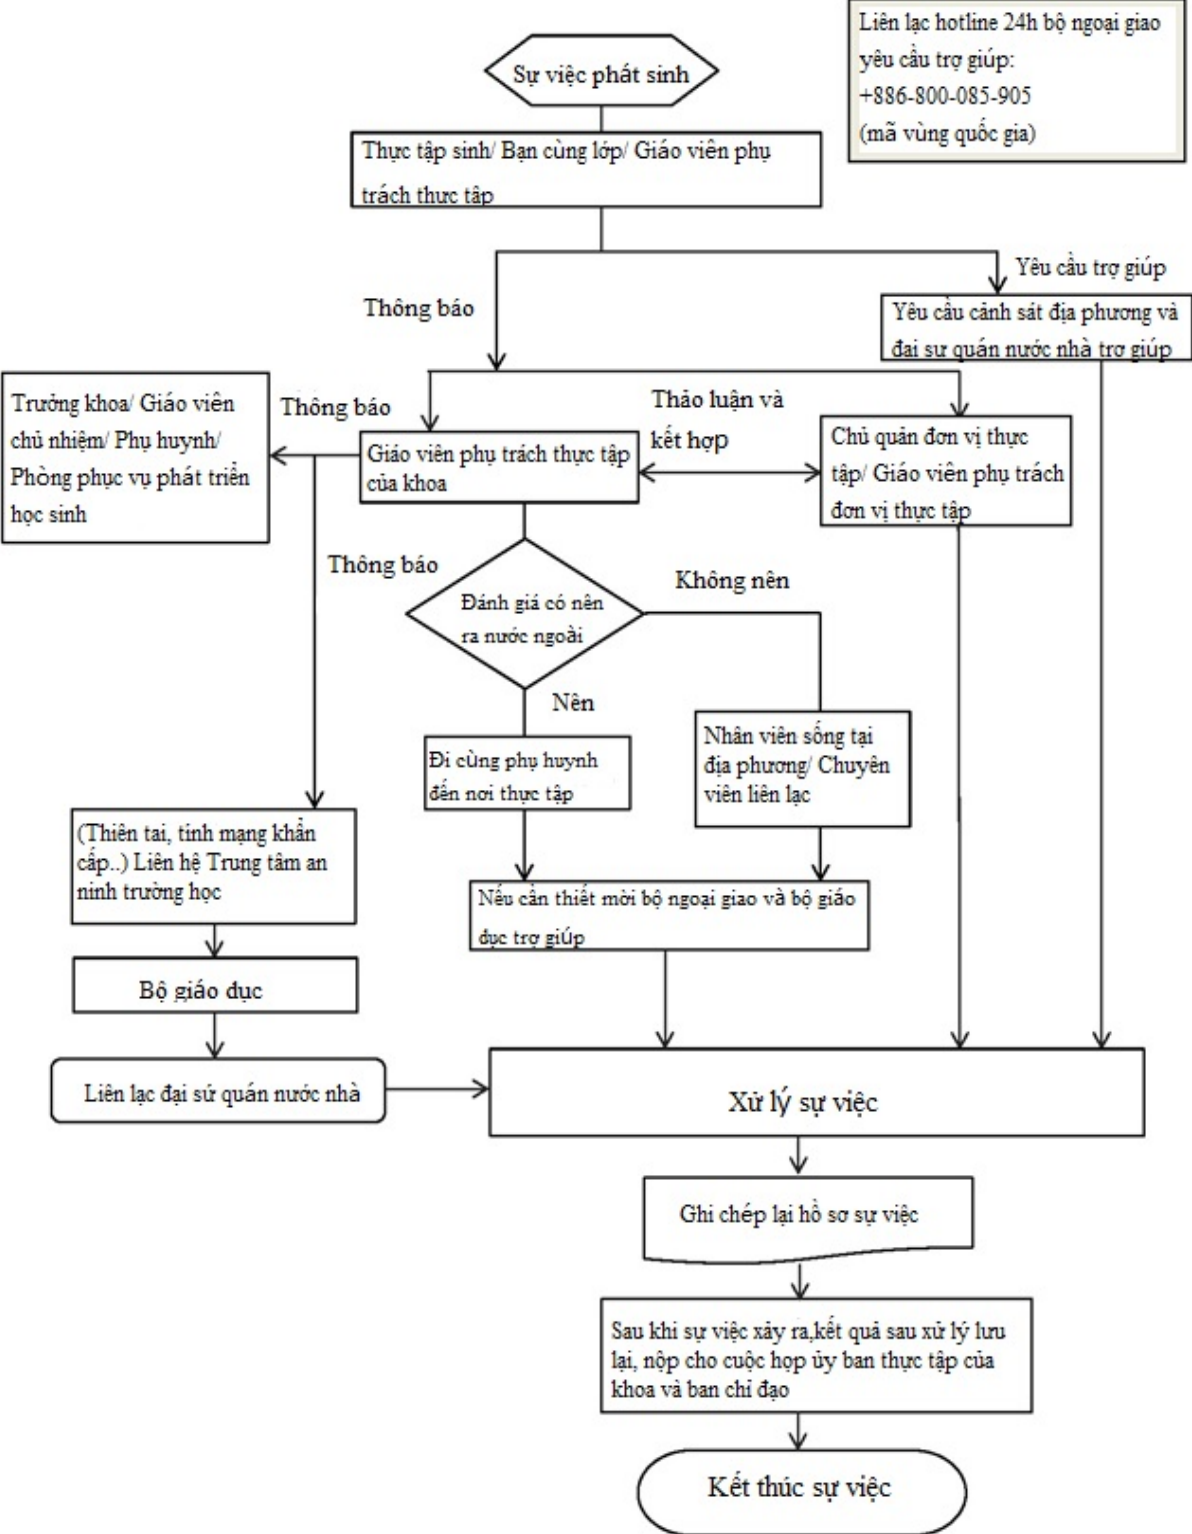 Liên lạc hotline 24h bộ ngoại giao
yêu cầu trợ giúp:
+886-800-085-905
(mã vùng quốc gia)
Sự việc phát sinh
Thực tập sinh/ Bạn cùng lớp/ Giáo viên phụ
trách thực tập
Yêu cầu trợ giúp
Thông báo
Yêu cầu cảnh sát địa phương và
đại sứ quán nước nhà trợ giúp
Trưởng khoa/ Giáo viên
chủ nhiệm/ Phụ huynh/
Phòng phục vụ phát triển
học sinh
Thông báo
Thảo luận và
kết hợp
Giáo viên phụ trách thực tập
của khoa
Chủ quản đơn vị thực
tập/ Giáo viên phụ trách
đơn vị thực tập
Thông báo
Đánh giá có nên
ra nước ngoài
Không nên
Nên
Đi cùng phụ huynh
đến nơi thực tập
Nhân viên sống tại
địa phương/ Chuyên
viên liên lạc
(Thiên tai, tính mạng khẩn
cấp..) Liên hệ Trung tâm an
ninh trường học
Nếu cần thiết mời bộ ngoại giao và bộ giáo
dục trợ giúp
Bộ giáo dục
Liên lạc đại sứ quán nước nhà
Xử lý sự việc
Ghi chép lại hồ sơ sự việc
Sau khi sự việc xảy ra,kết quả sau xử lý lưu
lại, nộp cho cuộc họp ủy ban thực tập của
khoa và ban chỉ đạo
Kết thúc sự việc